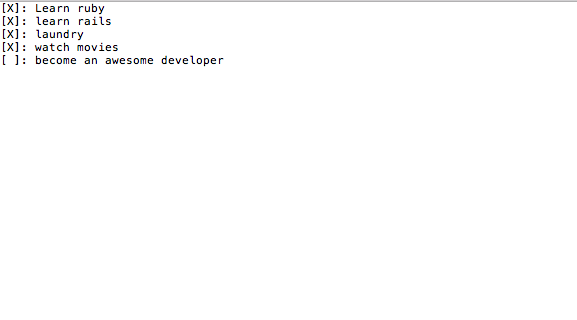 [X]: Learn ruby
[X]: learn rails
[X]: laundry
[X]: watch movies
[ ]: become an awesome developer